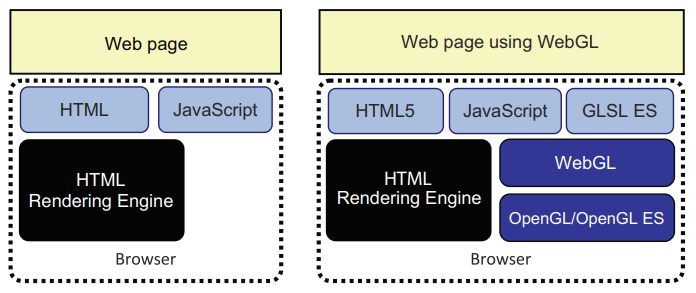 Web page
HTML
JavaScript
HTML
Rendering Engine
Browser
Web page using WebGL
HTML5
JavaScript
GLSL ES
HTML
Rendering Engine
WebGL
OpenGL/OpenGL ES
Browser